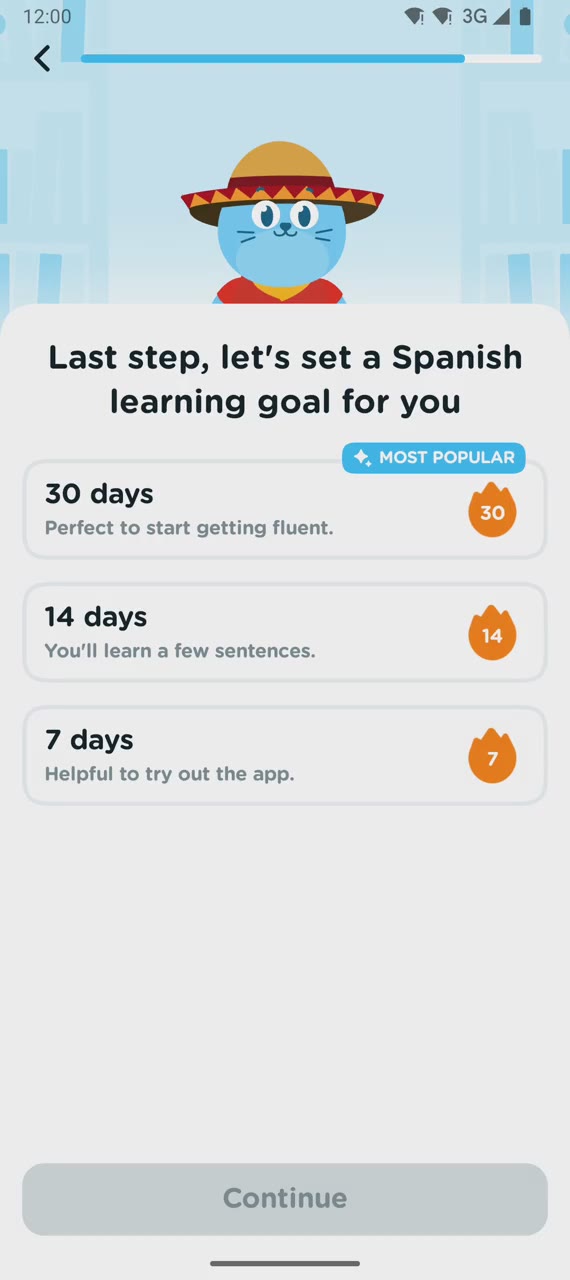 12:00
3G
Last step, let's set a Spanish
learning goal for you
MOST POPULAR
30 days
Perfect to start getting fluent.
30
14 days
You'll learn a few sentences.
14
7 days
Helpful to try out the app.
7
Continue